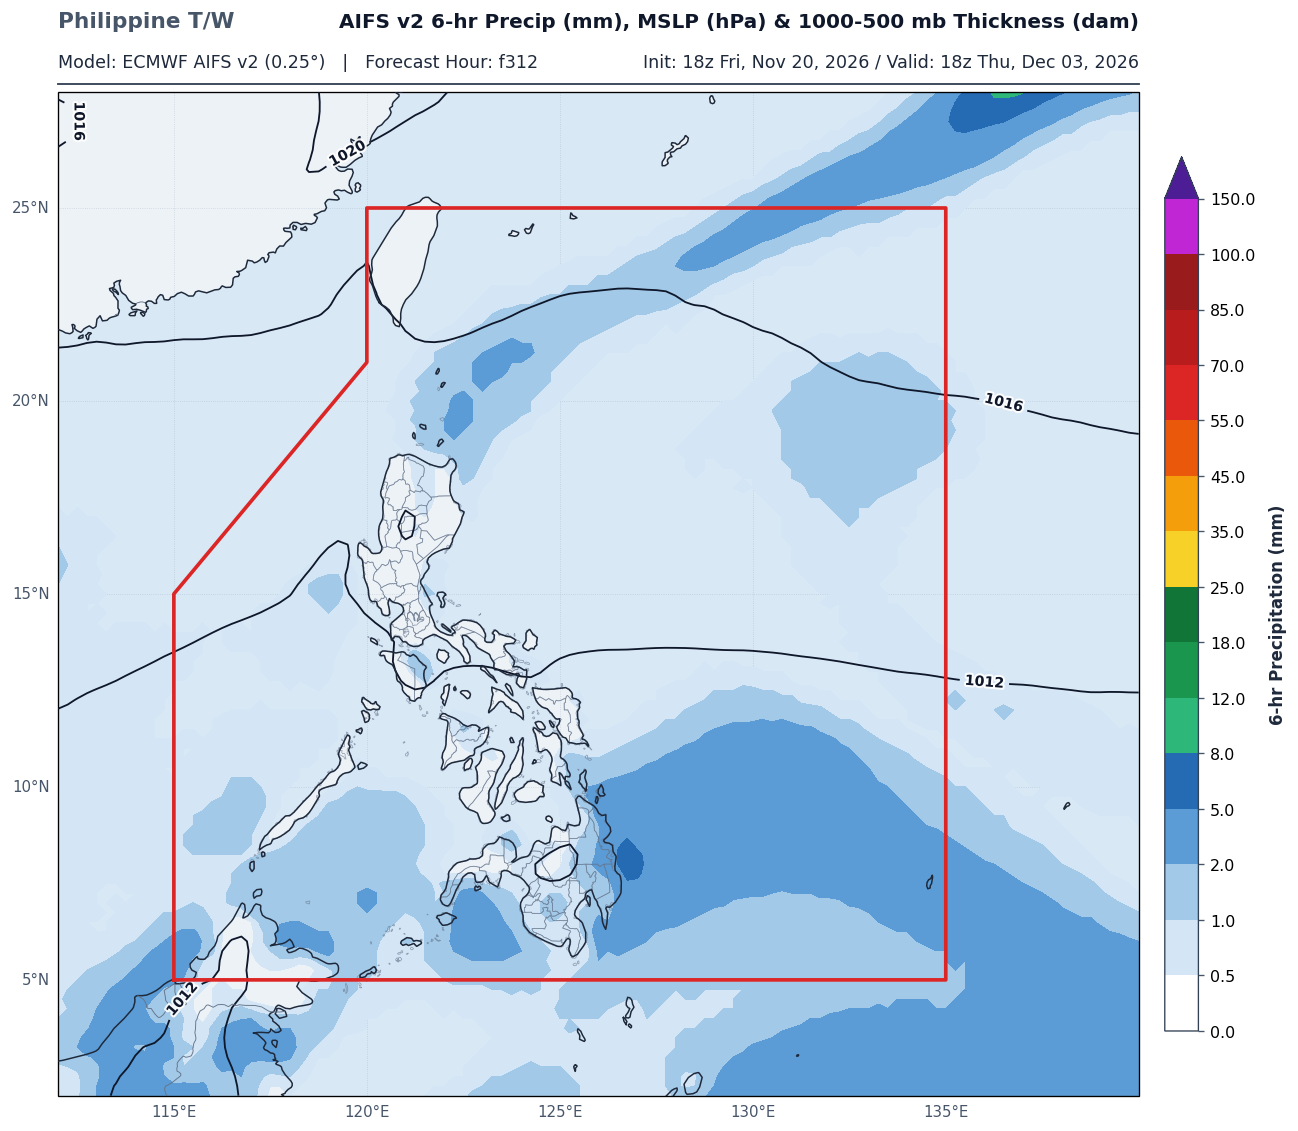 Philippine T/W
AIFS v2 6-hr Precip (mm), MSLP (hPa) & 1000-500 mb Thickness (dam)
Model: ECMWF AIFS v2 (0.25°) | Forecast Hour: f312
Init: 18z Fri, Nov 20, 2026 / Valid: 18z Thu, Dec 03, 2026
1016
1020
1016
1012
1012
25°N
20°N
15°N
10°N
5°N
115°E
120°E
125°E
130°E
135°E
150.0
100.0
85.0
70.0
55.0
45.0
35.0
25.0
18.0
12.0
8.0
5.0
2.0
1.0
0.5
0.0
6-hr Precipitation (mm)